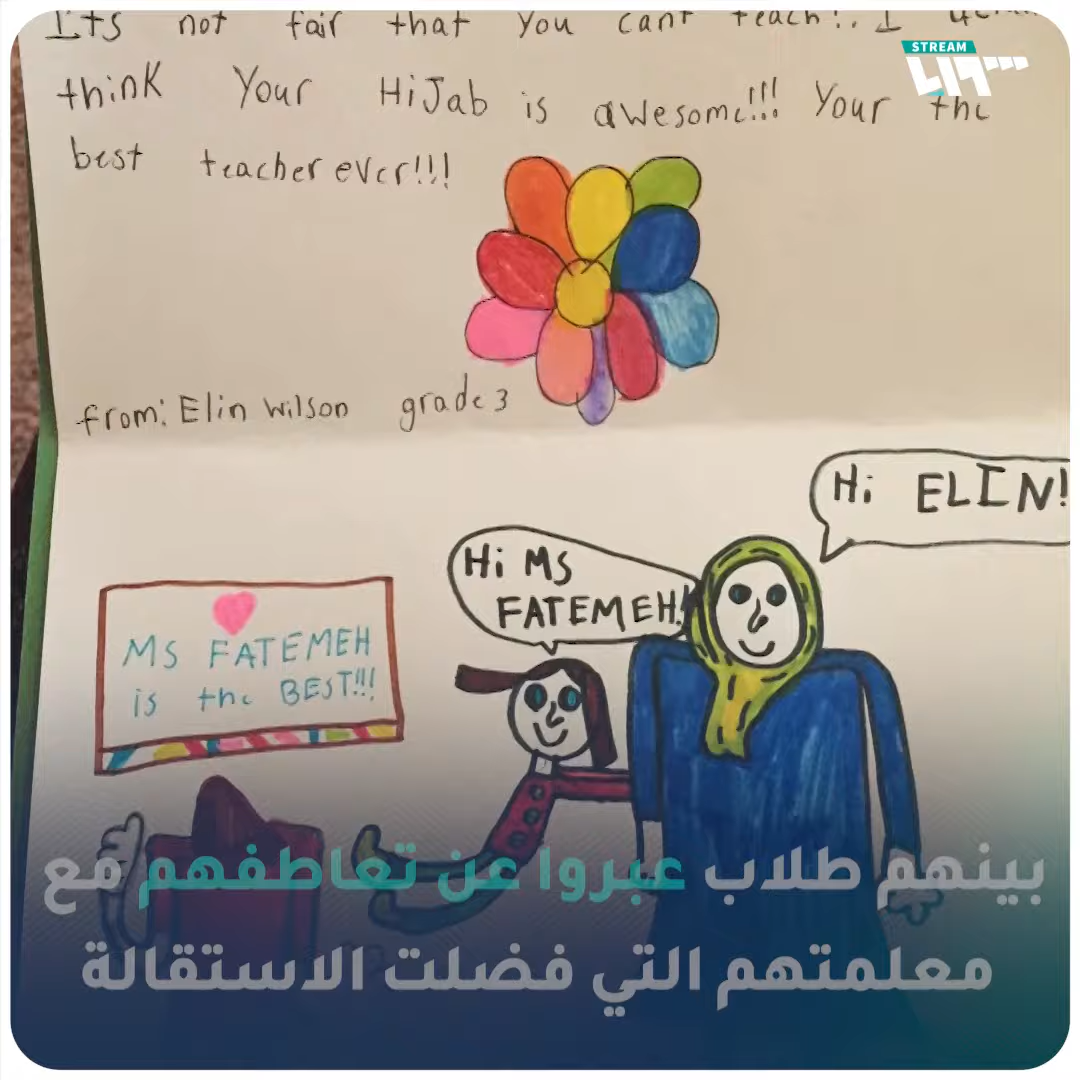 Its not fair that you cant teach!. I
think Your HiJab is awesome!!! Your the
best teacher ever!!!
from: Elin Wilson grade 3
STREAM
Hi ELIN!
Hi MS
FATEMEH!
MS FATEMEH
is the BEST!!!
بينهم طلاب عبروا عن تعاطفهم مع
معلمتهم التي فضلت الاستقالة